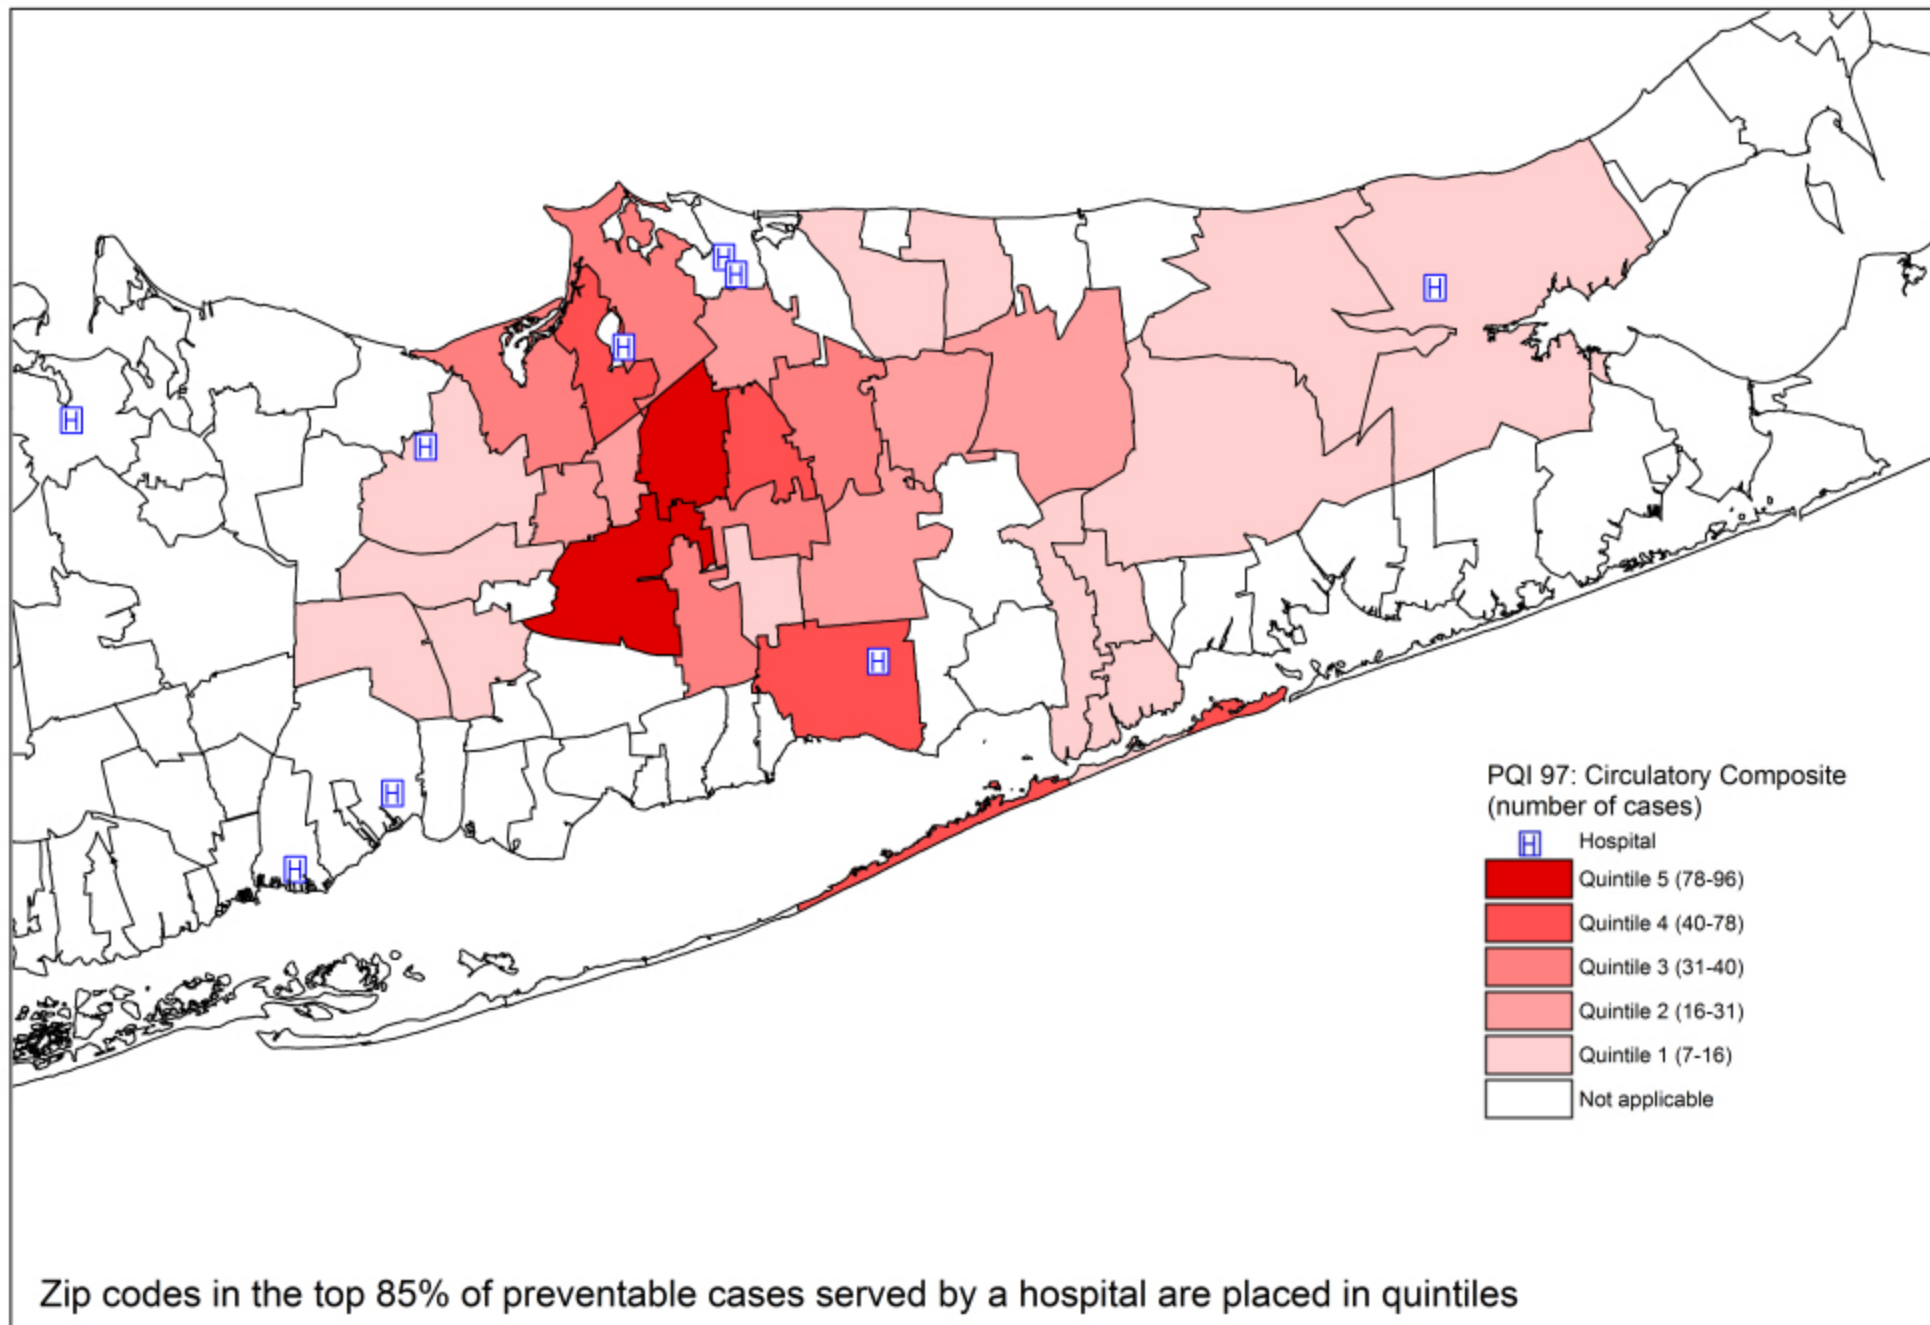 H
H
H
H
H
H
H
H
H
PQI 97: Circulatory Composite
(number of cases)
H Hospital
Quintile 5 (78-96)
Quintile 4 (40-78)
Quintile 3 (31-40)
Quintile 2 (16-31)
Quintile 1 (7-16)
Not applicable
Zip codes in the top 85% of preventable cases served by a hospital are placed in quintiles